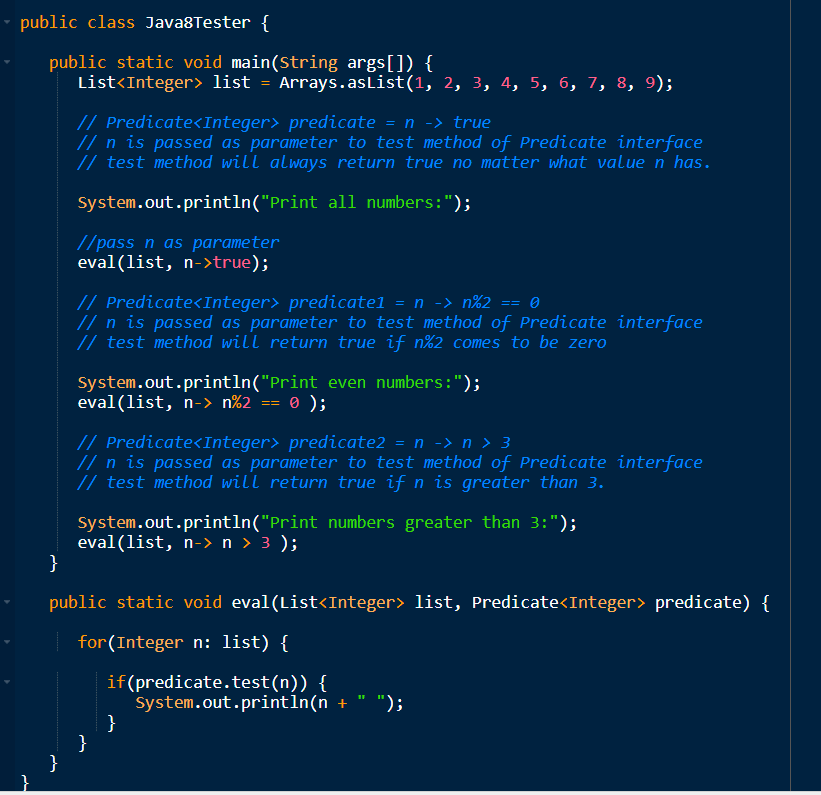 public class Java8Tester {
public static void main(String args[]) {
List<Integer> list = Arrays.asList(1, 2, 3, 4, 5, 6, 7, 8, 9);
// Predicate<Integer> predicate = n -> true
// n is passed as parameter to test method of Predicate interface
// test method will always return true no matter what value n has.
System.out.println("Print all numbers:");
//pass n as parameter
eval(list, n->true);
// Predicate<Integer> predicate1 = n -> n%2 == 0
// n is passed as parameter to test method of Predicate interface
// test method will return true if n%2 comes to be zero
System.out.println("Print even numbers:");
eval(list, n-> n%2 == 0 );
// Predicate<Integer> predicate2 = n -> n > 3
// n is passed as parameter to test method of Predicate interface
// test method will return true if n is greater than 3.
System.out.println("Print numbers greater than 3:");
eval(list, n-> n > 3 );
}
public static void eval(List<Integer> list, Predicate<Integer> predicate) {
for(Integer n: list) {
if(predicate.test(n)) {
System.out.println(n + " ");
}
}
}
}